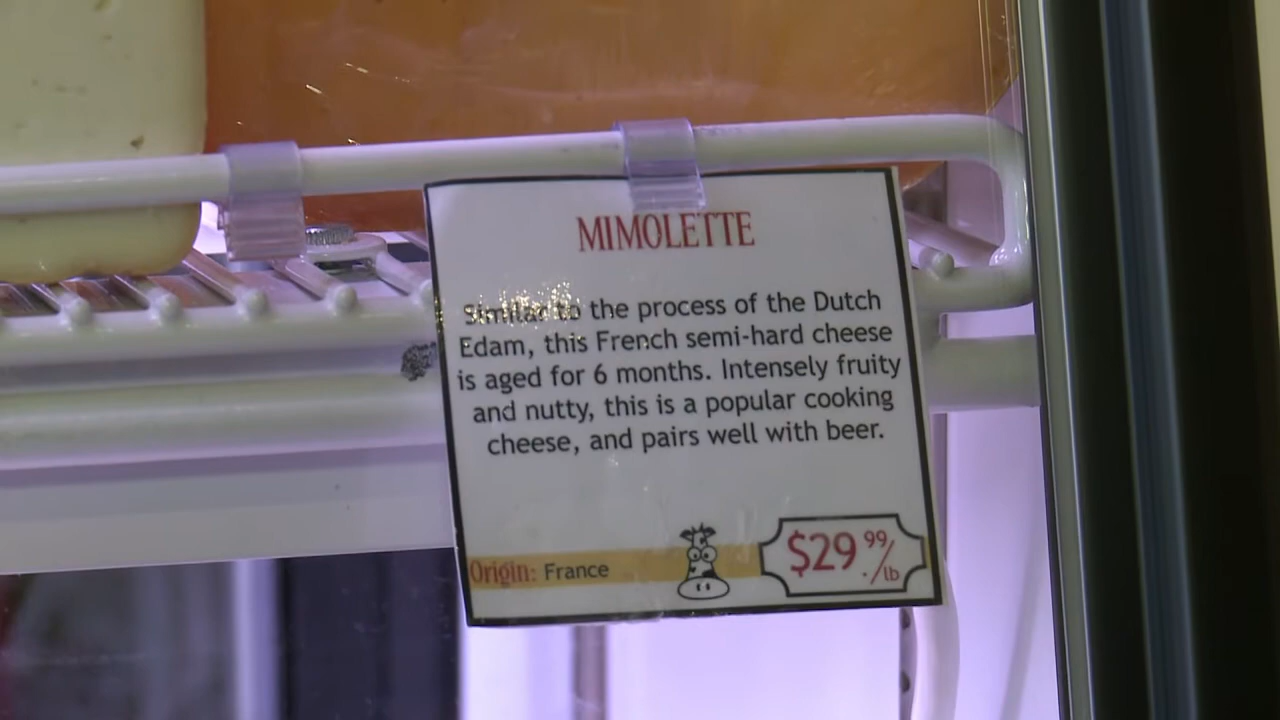 MIMOLETTE
Similar to the process of the Dutch
Edam, this French semi-hard cheese
is aged for 6 months. Intensely fruity
and nutty, this is a popular cooking
cheese, and pairs well with beer.
Origin: France
$29.99/lb